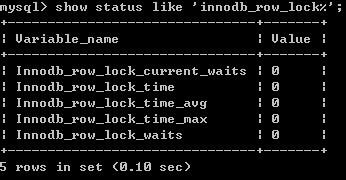 mysql> show status like 'innodb_row_lock%';
+-------------------------------+-------+
| Variable_name                 | Value |
+-------------------------------+-------+
| Innodb_row_lock_current_waits | 0     |
| Innodb_row_lock_time          | 0     |
| Innodb_row_lock_time_avg      | 0     |
| Innodb_row_lock_time_max      | 0     |
| Innodb_row_lock_waits         | 0     |
+-------------------------------+-------+
5 rows in set (0.10 sec)